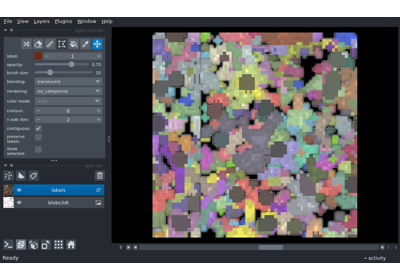 File View Layers Plugins Window Help
label: 1
opacity: 0.70
brush size: 10
blending: translucent
rendering: iso_categorical
color mode:
contour: 0
n edit dim: 2
contiguous:
preserve labels:
show selected:
labels
blobs3dt
0
Ready
activity